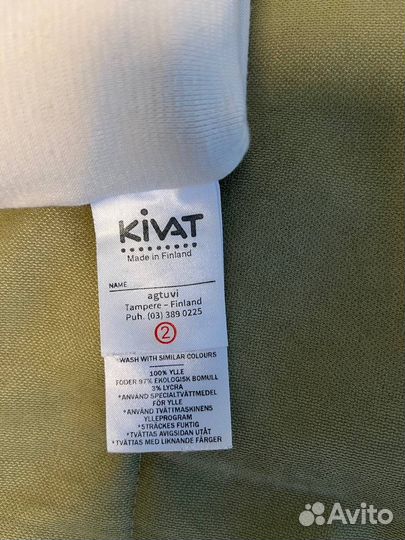 KiVAT
Made in Finland
NAME
agtuvi
Tampere – Finland
Puh. (03) 389 0225
2
*WASH WITH SIMILAR COLOURS
100% YLLE
FODER 97% EKOLOGISK BOMULL
3% LYCRA
*ANVÄND SPECIALTVÄTTMEDEL
FÖR YLLE
*ANVÄND TVÄTTMASKINENS
YLLEPROGRAM
*STRÄCKES FUKTIG
*TVÄTTAS AVIGSIDAN UTÅT
*TVÄTTAS MED LIKNANDE FÄRGER
Avito